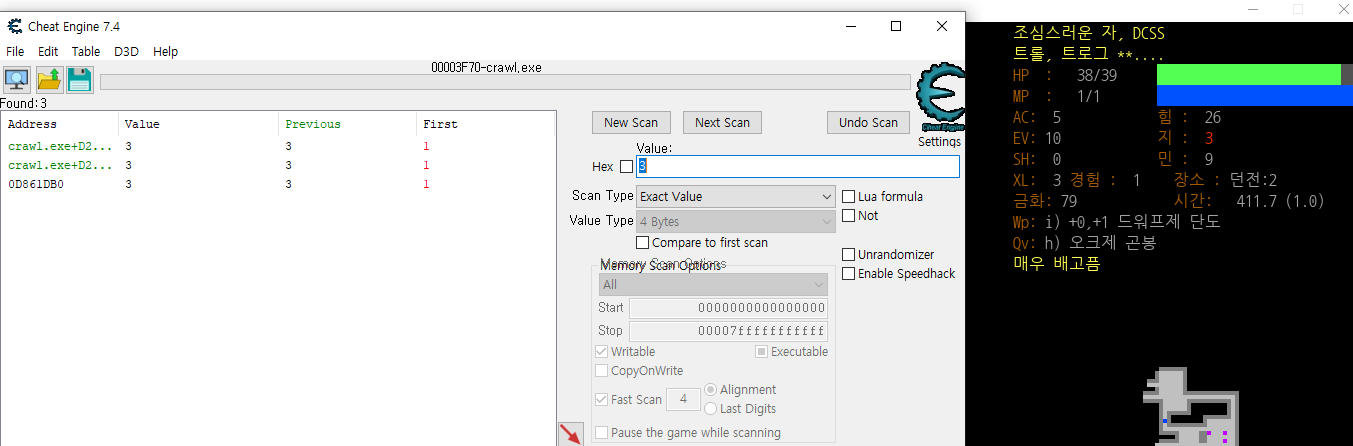 Cheat Engine 7.4
File Edit Table D3D Help
00003F70-crawl.exe
Found:3
Address Value Previous First
crawl.exe+D2... 3 3 1
crawl.exe+D2... 3 3 1
0D861DB0 3 3 1
New Scan Next Scan Undo Scan
Cheat Engine
Settings
Value:
Hex 3
Scan Type Exact Value
Lua formula
Value Type 4 Bytes
Not
Compare to first scan
Unrandomizer
Memory Scan Options
Enable Speedhack
All
Start 0000000000000000
Stop 00007fffffffffff
Writable Executable
CopyOnWrite
Fast Scan 4 Alignment
Last Digits
Pause the game while scanning
조심스러운 자, DCSS
트롤, 트로그 **....
HP : 38/39
MP : 1/1
AC: 5 힘 : 26
EV: 10 지 : 3
SH: 0 민 : 9
XL: 3 경험 : 1 장소 : 던전:2
금화: 79 시간: 411.7 (1.0)
Wp: i) +0,+1 드워프제 단도
Qv: h) 오크제 곤봉
매우 배고픔